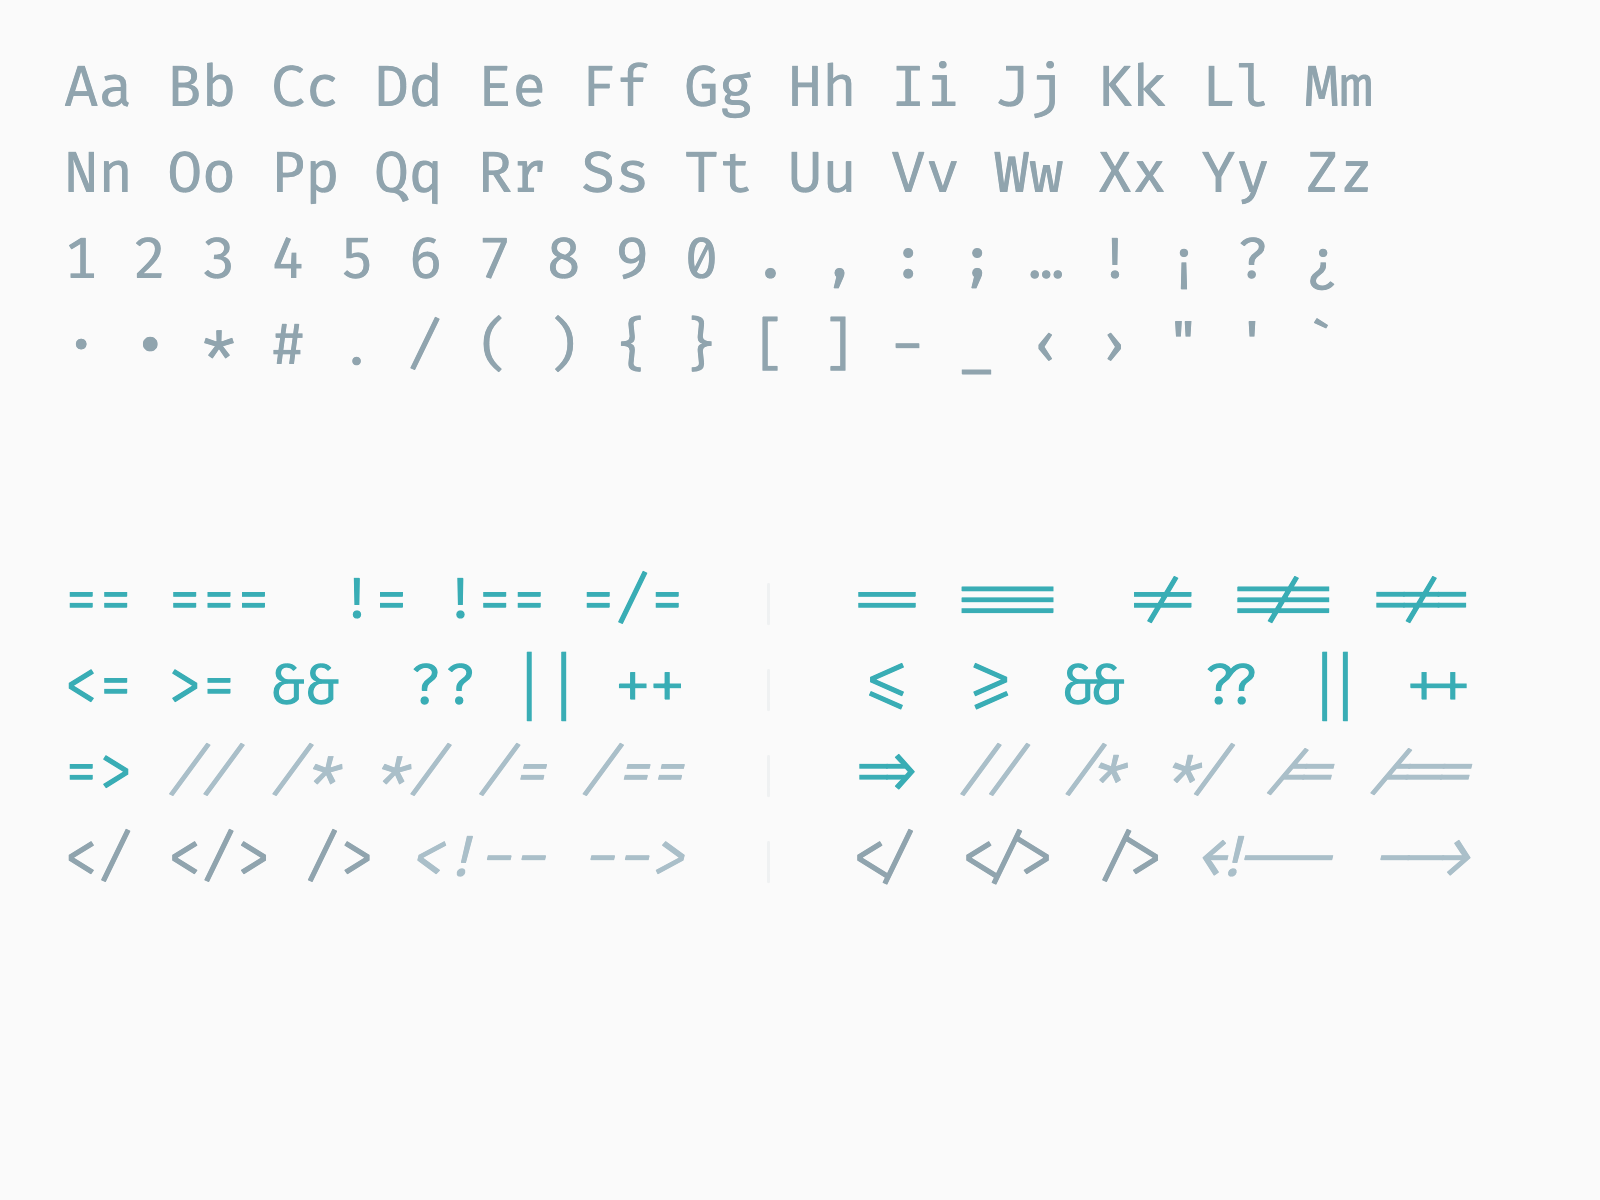 Aa Bb Cc Dd Ee Ff Gg Hh Ii Jj Kk Ll Mm
Nn Oo Pp Qq Rr Ss Tt Uu Vv Ww Xx Yy Zz
1 2 3 4 5 6 7 8 9 0 . , : ; … ! ¡ ? ¿
· • * # . / ( ) { } [ ] - _ ‹ › " ' `
== === != !== =/= | == === != !== =/=
<= >= && ?? || ++ | <= >= && ?? || ++
=> // /* */ /= /== | => // /* */ /= /==
</ </> /> <!-- --> | </ </> /> <!-- -->